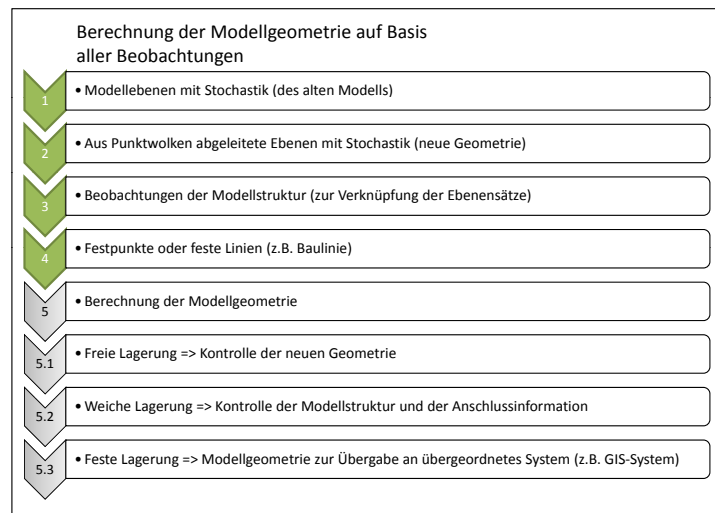 Berechnung der Modellgeometrie auf Basis
aller Beobachtungen
1
• Modellebenen mit Stochastik (des alten Modells)
2
• Aus Punktwolken abgeleitete Ebenen mit Stochastik (neue Geometrie)
3
• Beobachtungen der Modellstruktur (zur Verknüpfung der Ebenensätze)
4
• Festpunkte oder feste Linien (z.B. Baulinie)
5
• Berechnung der Modellgeometrie
5.1
• Freie Lagerung => Kontrolle der neuen Geometrie
5.2
• Weiche Lagerung => Kontrolle der Modellstruktur und der Anschlussinformation
5.3
• Feste Lagerung => Modellgeometrie zur Übergabe an übergeordnetes System (z.B. GIS-System)